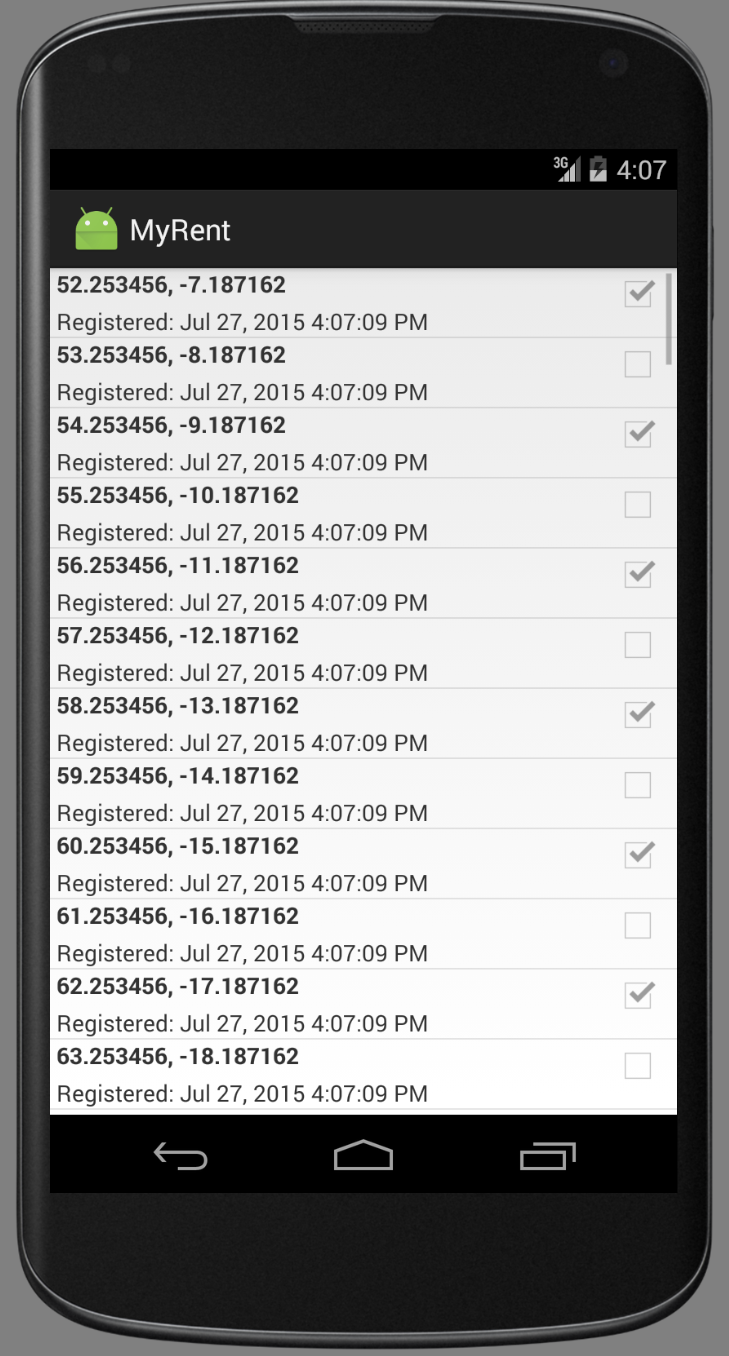 3G 4:07
MyRent
52.253456, -7.187162
Registered: Jul 27, 2015 4:07:09 PM
53.253456, -8.187162
Registered: Jul 27, 2015 4:07:09 PM
54.253456, -9.187162
Registered: Jul 27, 2015 4:07:09 PM
55.253456, -10.187162
Registered: Jul 27, 2015 4:07:09 PM
56.253456, -11.187162
Registered: Jul 27, 2015 4:07:09 PM
57.253456, -12.187162
Registered: Jul 27, 2015 4:07:09 PM
58.253456, -13.187162
Registered: Jul 27, 2015 4:07:09 PM
59.253456, -14.187162
Registered: Jul 27, 2015 4:07:09 PM
60.253456, -15.187162
Registered: Jul 27, 2015 4:07:09 PM
61.253456, -16.187162
Registered: Jul 27, 2015 4:07:09 PM
62.253456, -17.187162
Registered: Jul 27, 2015 4:07:09 PM
63.253456, -18.187162
Registered: Jul 27, 2015 4:07:09 PM